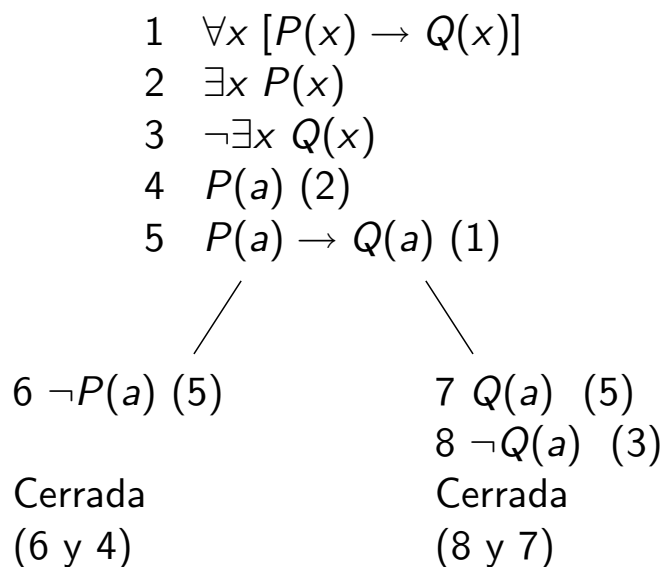 1 ∀x [P(x) → Q(x)]
2 ∃x P(x)
3 ¬∃x Q(x)
4 P(a) (2)
5 P(a) → Q(a) (1)
6 ¬P(a) (5)
7 Q(a) (5)
8 ¬Q(a) (3)
Cerrada
(6 y 4)
Cerrada
(8 y 7)